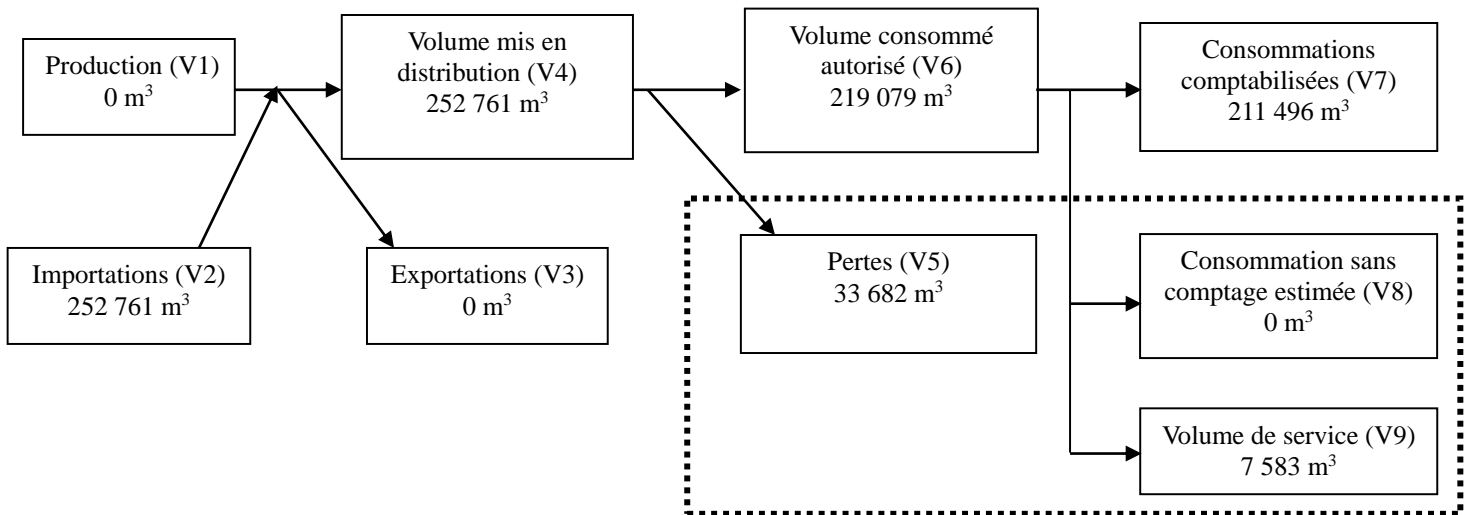 Production (V1)
0 m³
Volume mis en
distribution (V4)
252 761 m³
Volume consommé
autorisé (V6)
219 079 m³
Consommations
comptabilisées (V7)
211 496 m³
Importations (V2)
252 761 m³
Exportations (V3)
0 m³
Pertes (V5)
33 682 m³
Consommation sans
comptage estimée (V8)
0 m³
Volume de service (V9)
7 583 m³